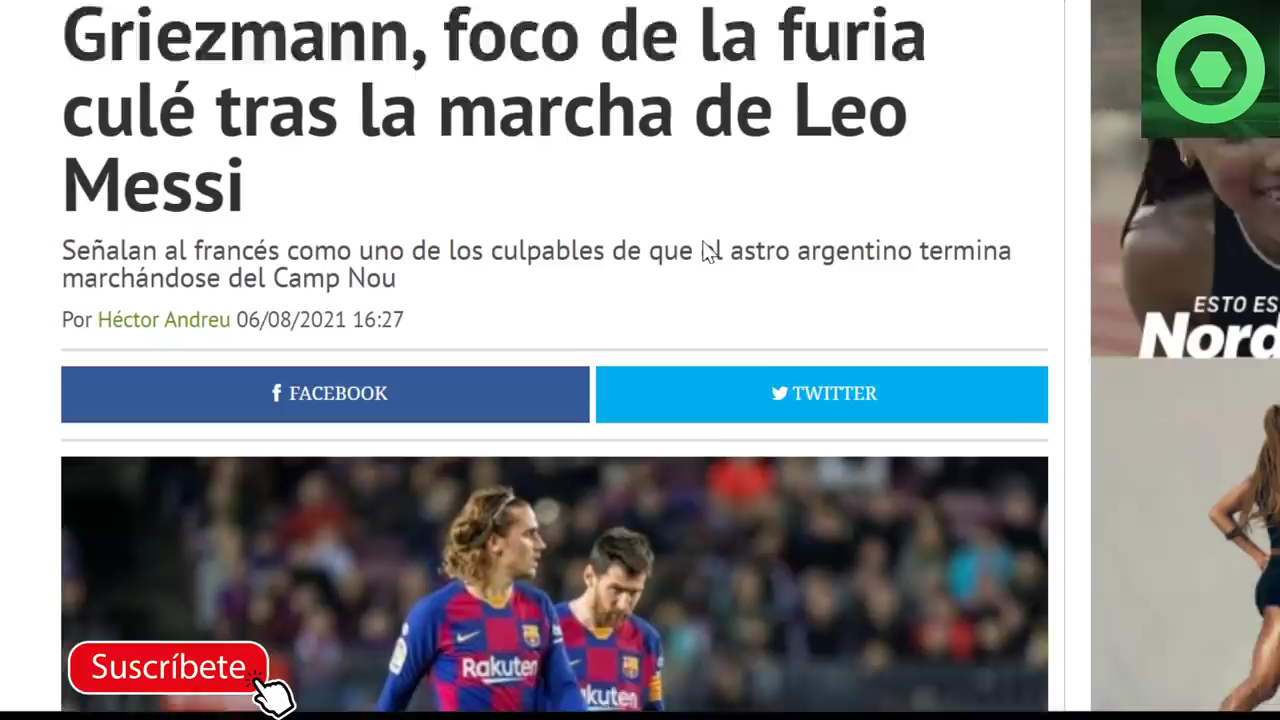 Griezmann, foco de la furia
culé tras la marcha de Leo
Messi
Señalan al francés como uno de los culpables de que el astro argentino termina
marchándose del Camp Nou
Por Héctor Andreu 06/08/2021 16:27
FACEBOOK
TWITTER
ESTO ES
Nord
Rakuten
akuten
Suscríbete